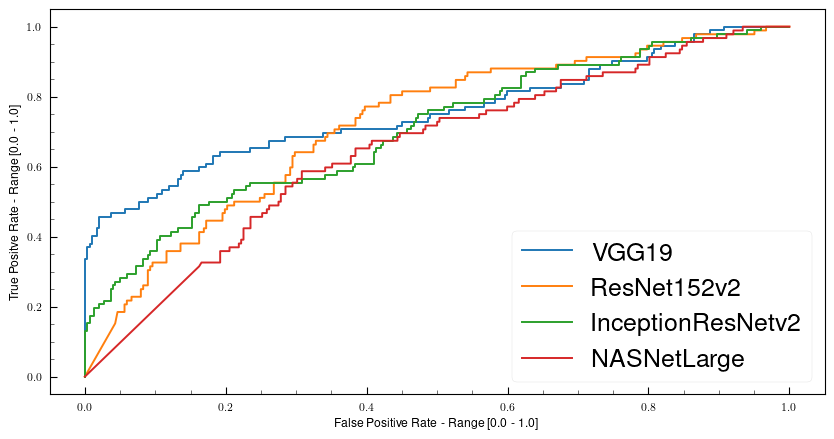 1.0
0.8
0.6
0.4
0.2
0.0
True Positve Rate - Range [0.0 - 1.0]
VGG19
ResNet152v2
InceptionResNetv2
NASNetLarge
0.0 0.2 0.4 0.6 0.8 1.0
False Positive Rate - Range [0.0 - 1.0]